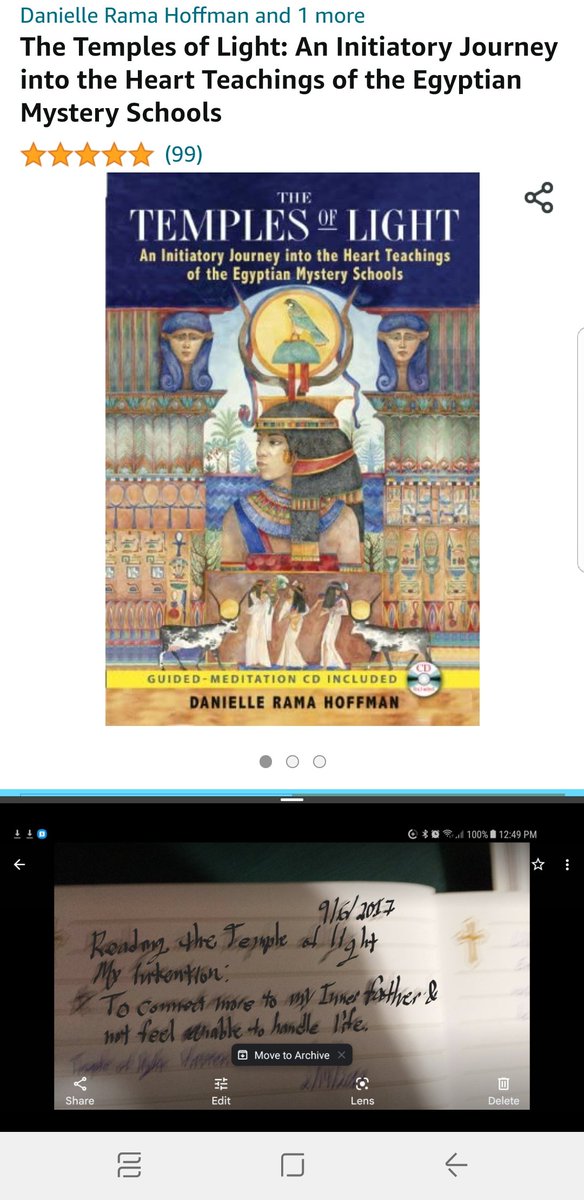 Danielle Rama Hoffman and 1 more
The Temples of Light: An Initiatory Journey
into the Heart Teachings of the Egyptian
Mystery Schools
(99)
THE
TEMPLES OF LIGHT
An Initiatory Journey into the Heart Teachings
of the Egyptian Mystery Schools
GUIDED-MEDITATION CD INCLUDED
CD
DANIELLE RAMA HOFFMAN
100% 12:49 PM
9/6/2017
Reading the Temple of light
My Intention:
To connect more to my Inner father &
not feel unable to handle life.
Move to Archive
Share
Edit
Lens
Delete